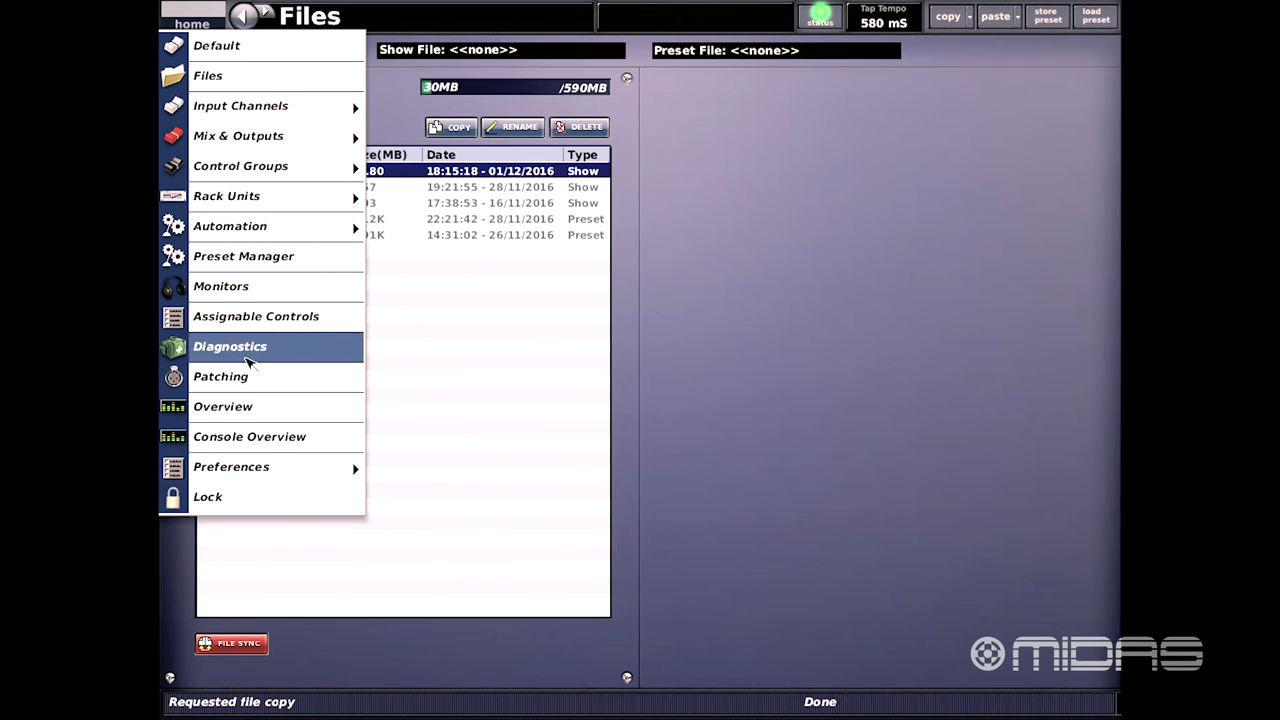 home
Files
status
Tap Tempo
580 mS
copy
paste
store
preset
load
preset
Show File: <<none>>
Preset File: <<none>>
Default
Files
Input Channels
Mix & Outputs
Control Groups
Rack Units
Automation
Preset Manager
Monitors
Assignable Controls
Diagnostics
Patching
Overview
Console Overview
Preferences
Lock
30MB /590MB
COPY RENAME DELETE
ze(MB) Date Type
.80 18:15:18 - 01/12/2016 Show
19:21:55 - 28/11/2016 Show
17:38:53 - 16/11/2016 Show
.2K 22:21:42 - 28/11/2016 Preset
14:31:02 - 26/11/2016 Preset
FILE SYNC
MIDAS
Requested file copy Done